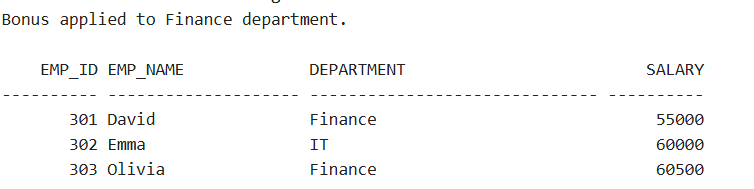 Bonus applied to Finance department.
EMP_ID EMP_NAME DEPARTMENT SALARY
---------- -------------------- ------------------------------ ----------
301 David Finance 55000
302 Emma IT 60000
303 Olivia Finance 60500